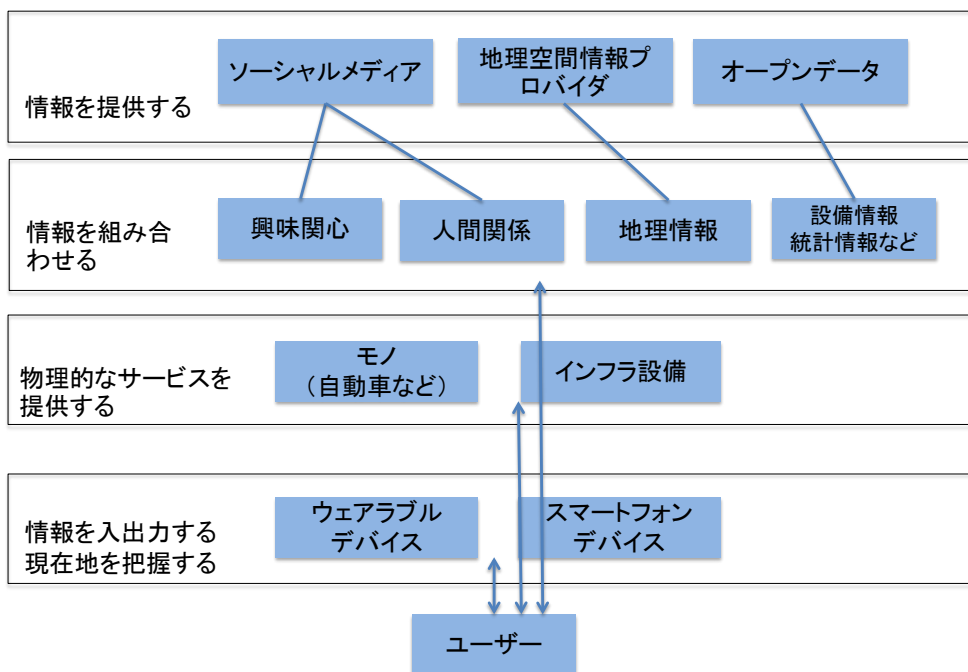 ソーシャルメディア
地理空間情報プ
ロバイダ
オープンデータ
情報を提供する
興味関心
人間関係
地理情報
設備情報
統計情報など
情報を組み合
わせる
モノ
（自動車など）
インフラ設備
物理的なサービスを
提供する
ウェアラブル
デバイス
スマートフォン
デバイス
情報を入出力する
現在地を把握する
ユーザー